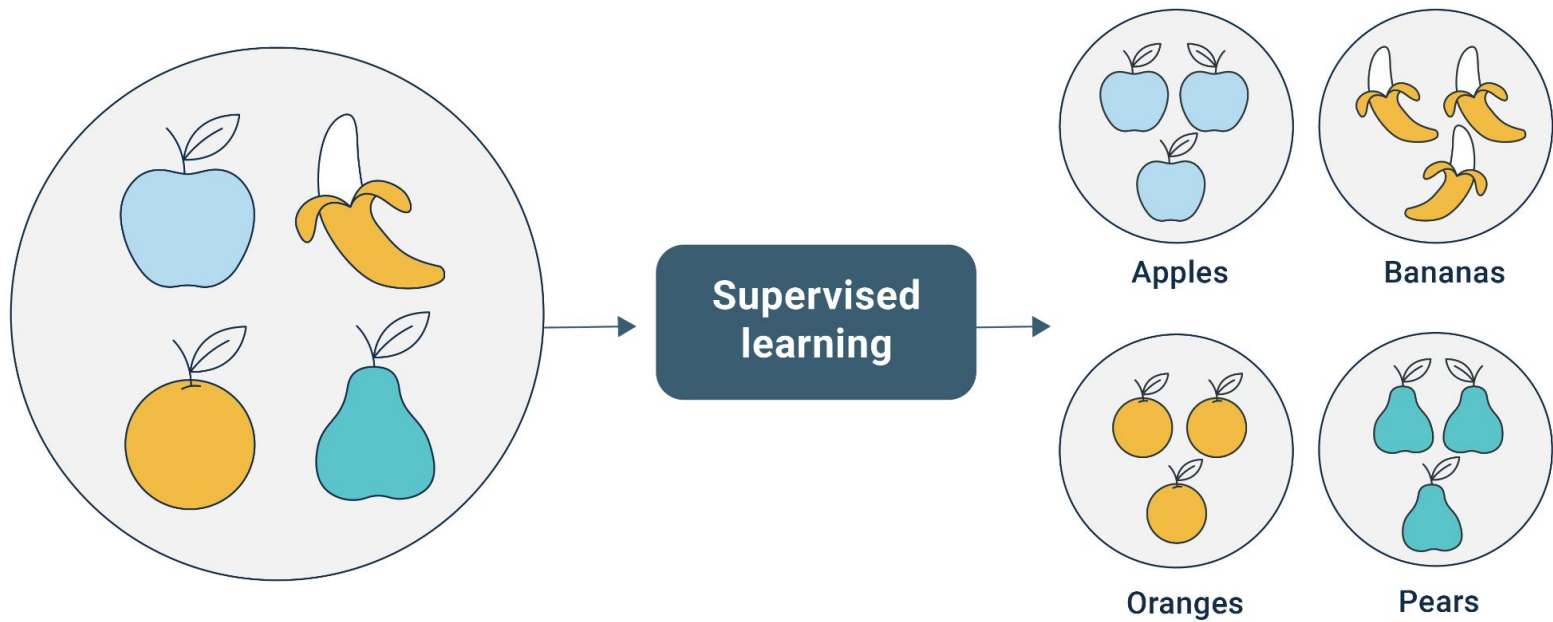 Supervised
learning
Apples
Bananas
Oranges
Pears